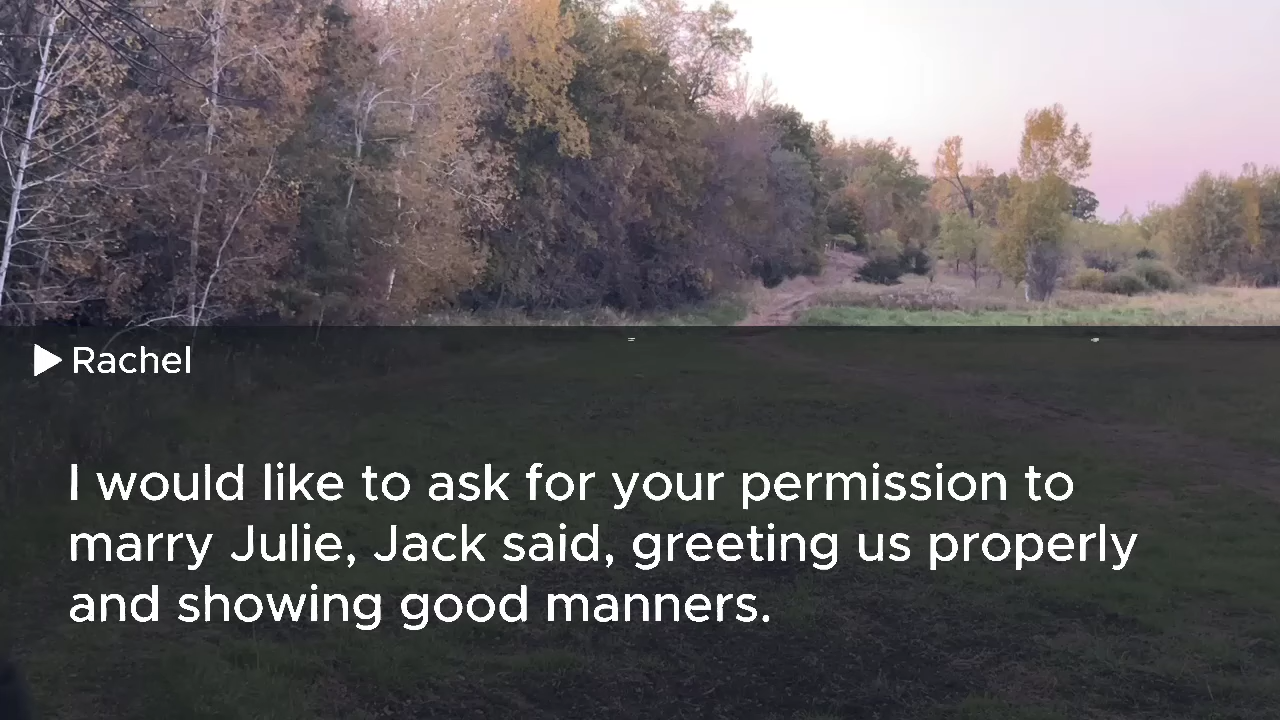 Rachel
I would like to ask for your permission to
marry Julie, Jack said, greeting us properly
and showing good manners.